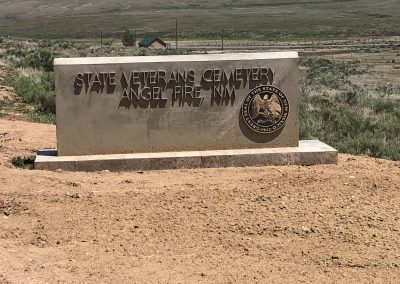 STATE VETERANS CEMETERY
ANGEL FIRE NM